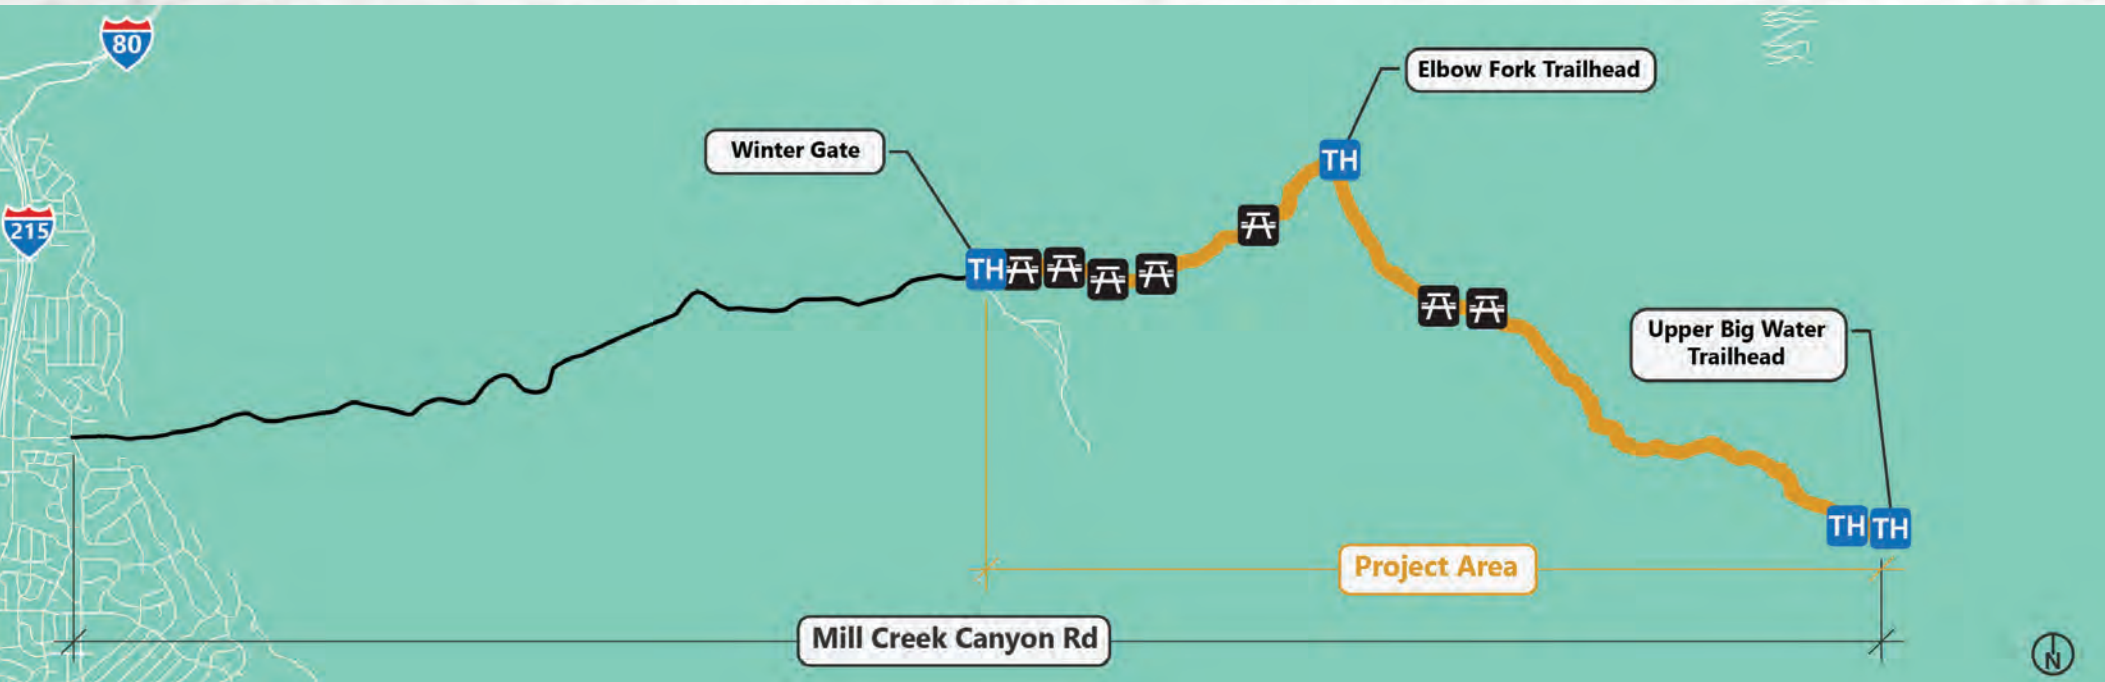 80
Elbow Fork Trailhead
Winter Gate
TH
215
TH
Upper Big Water
Trailhead
TH
TH
Project Area
Mill Creek Canyon Rd
N